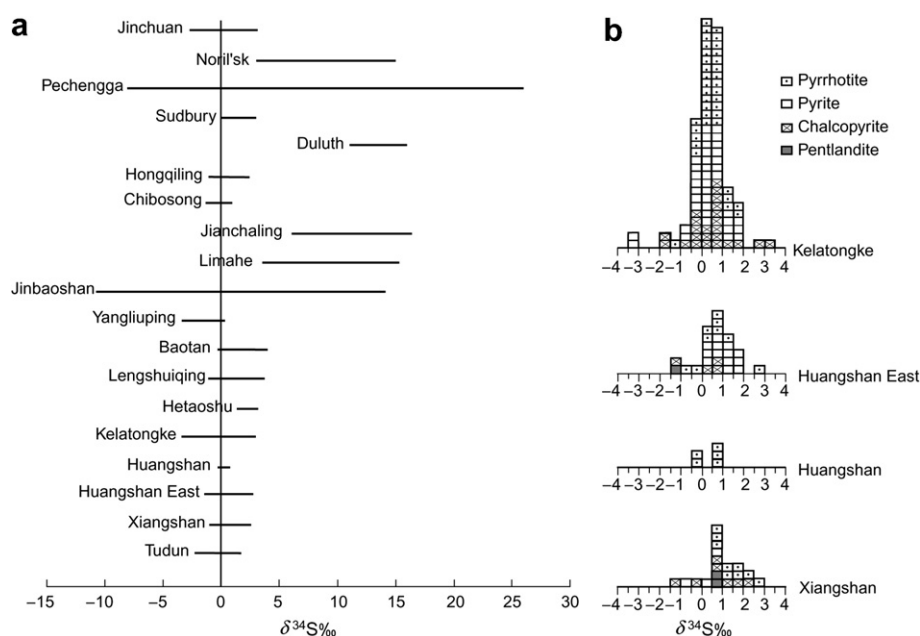 a
Jinchuan
Noril'sk
Pechengga
Sudbury
Duluth
Hongqiling
Chibosong
Jianchaling
Limahe
Jinbaoshan
Yangliuping
Baotan
Lengshuiqing
Hetaoshu
Kelatongke
Huangshan
Huangshan East
Xiangshan
Tudun
−15 −10 −5 0 5 10 15 20 25 30
δ³⁴S‰
b
Pyrrhotite
Pyrite
Chalcopyrite
Pentlandite
Kelatongke
−4 −3 −2 −1 0 1 2 3 4
Huangshan East
−4 −3 −2 −1 0 1 2 3 4
Huangshan
−4 −3 −2 −1 0 1 2 3 4
Xiangshan
−4 −3 −2 −1 0 1 2 3 4
δ³⁴S‰